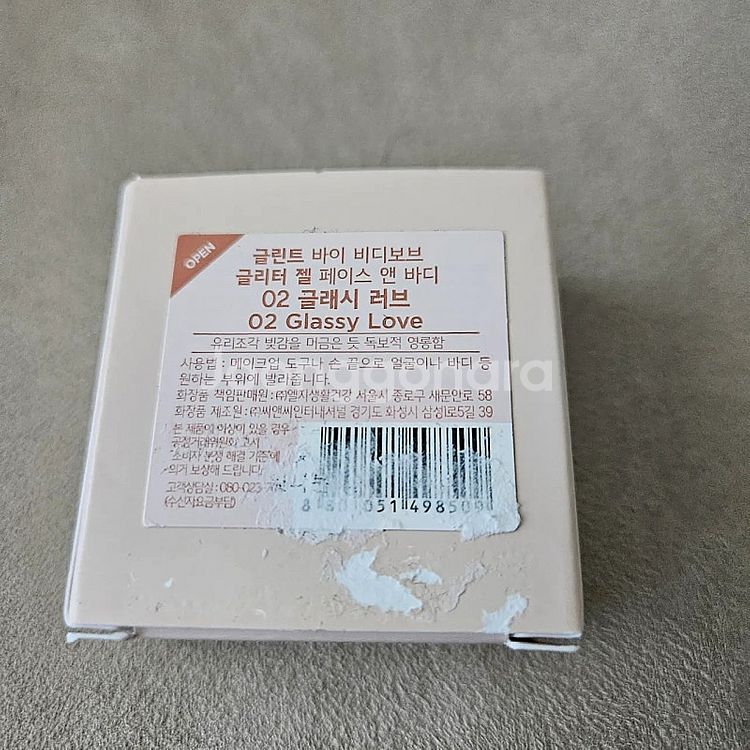 OPEN
글린트 바이 비디보브
글리터 젤 페이스 앤 바디
02 글래시 러브
02 Glassy Love
유리조각 빛감을 머금은 듯 독보적 영롱함
사용법 : 메이크업 도구나 손 끝으로 얼굴이나 바디 등
원하는 부위에 발라줍니다.
화장품 책임판매원 : ㈜엘지생활건강 서울시 종로구 새문안로 58
화장품 제조원 : ㈜씨앤씨인터내셔널 경기도 화성시 삼성1로5길 39
본 제품에 이상이 있을 경우
공정거래위원회 고시
"소비자 분쟁 해결 기준"에
의거 보상해 드립니다.
고객상담실 : 080-023-
(수신자요금부담)
051 49850
Joonggonara